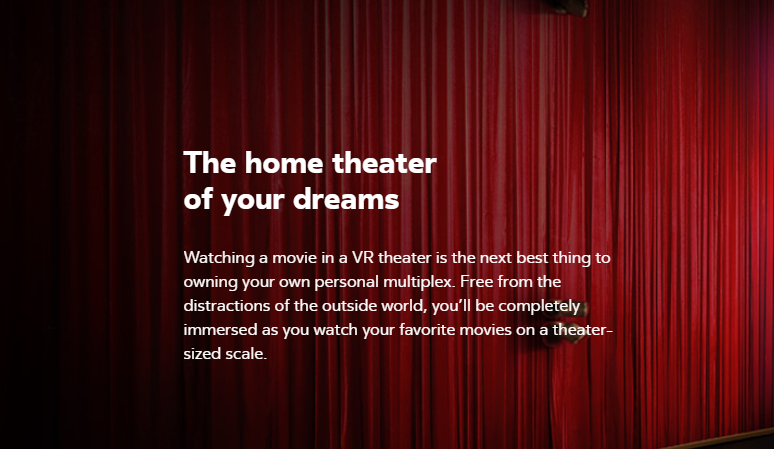 The home theater
of your dreams
Watching a movie in a VR theater is the next best thing to
owning your own personal multiplex. Free from the
distractions of the outside world, you’ll be completely
immersed as you watch your favorite movies on a theater-
sized scale.